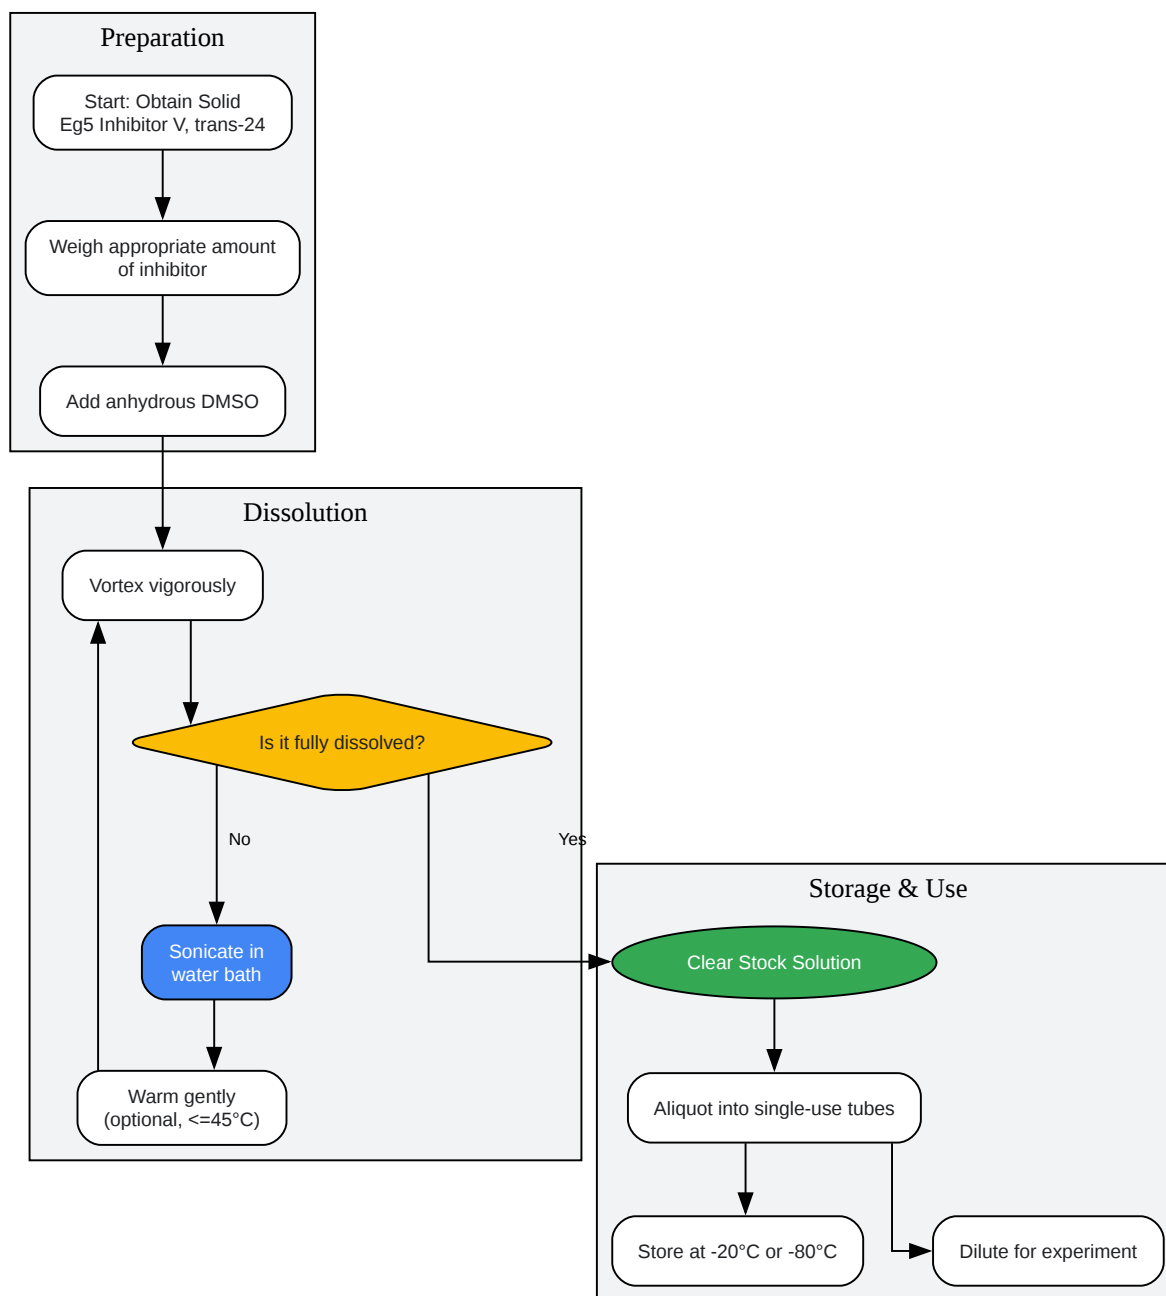 Preparation
Start: Obtain Solid
Eg5 Inhibitor V, trans-24
Weigh appropriate amount
of inhibitor
Add anhydrous DMSO
Dissolution
Vortex vigorously
Is it fully dissolved?
No
Yes
Sonicate in
water bath
Warm gently
(optional, <=45°C)
Storage & Use
Clear Stock Solution
Aliquot into single-use tubes
Store at -20°C or -80°C
Dilute for experiment